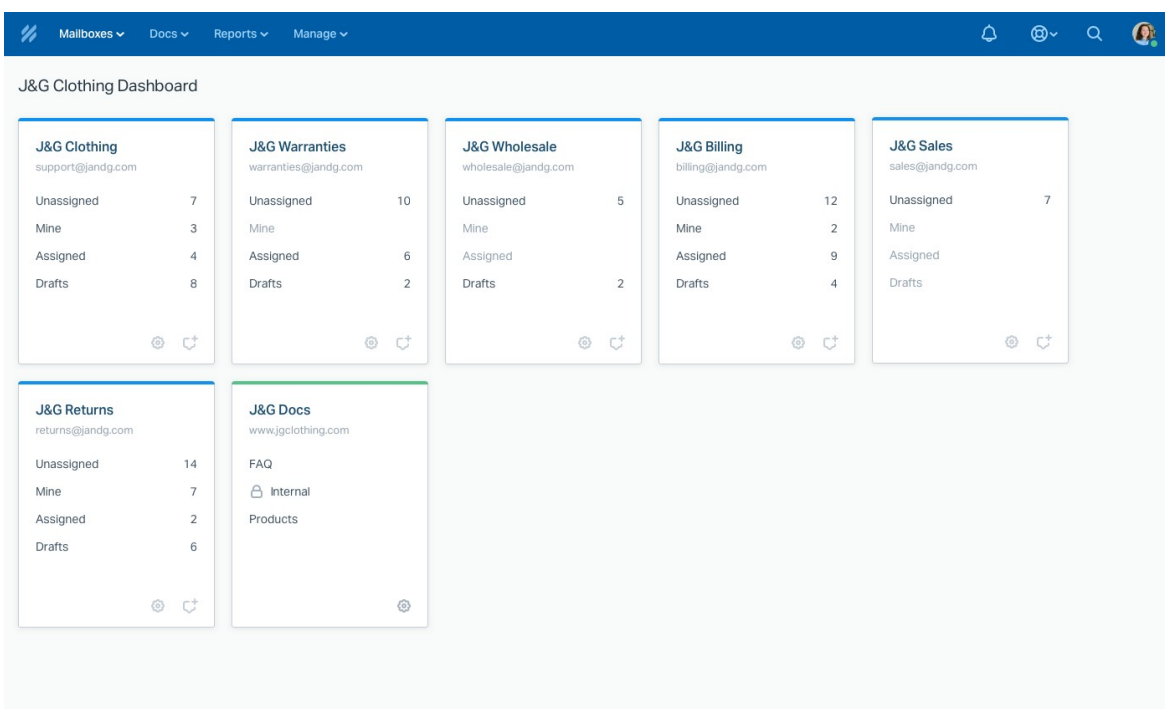 Mailboxes Docs Reports Manage
J&G Clothing Dashboard
J&G Clothing
support@jandg.com
Unassigned 7
Mine 3
Assigned 4
Drafts 8
J&G Warranties
warranties@jandg.com
Unassigned 10
Mine
Assigned 6
Drafts 2
J&G Wholesale
wholesale@jandg.com
Unassigned 5
Mine
Assigned
Drafts 2
J&G Billing
billing@jandg.com
Unassigned 12
Mine 2
Assigned 9
Drafts 4
J&G Sales
sales@jandg.com
Unassigned 7
Mine
Assigned
Drafts
J&G Returns
returns@jandg.com
Unassigned 14
Mine 7
Assigned 2
Drafts 6
J&G Docs
www.jgclothing.com
FAQ
Internal
Products